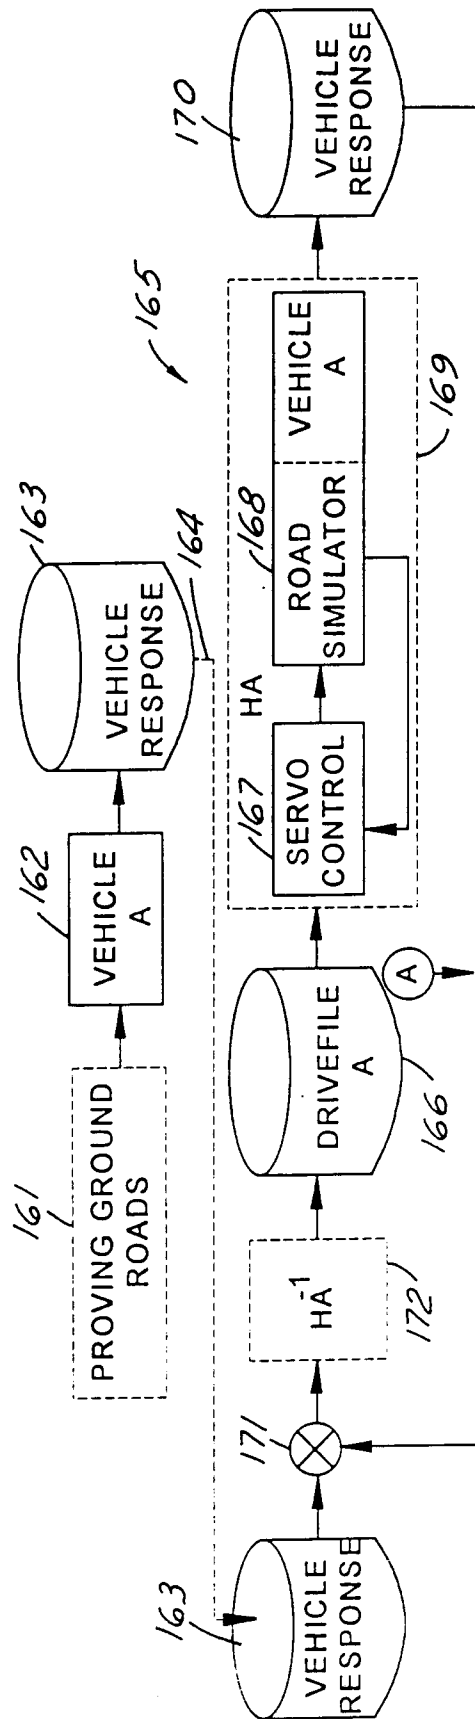 161
PROVING GROUND
ROADS
162
VEHICLE
A
163
VEHICLE
RESPONSE
164
165
163
VEHICLE
RESPONSE
171
HA-1
172
DRIVEFILE
A
166
A
167
SERVO
CONTROL
HA
168
ROAD
SIMULATOR
VEHICLE
A
169
170
VEHICLE
RESPONSE